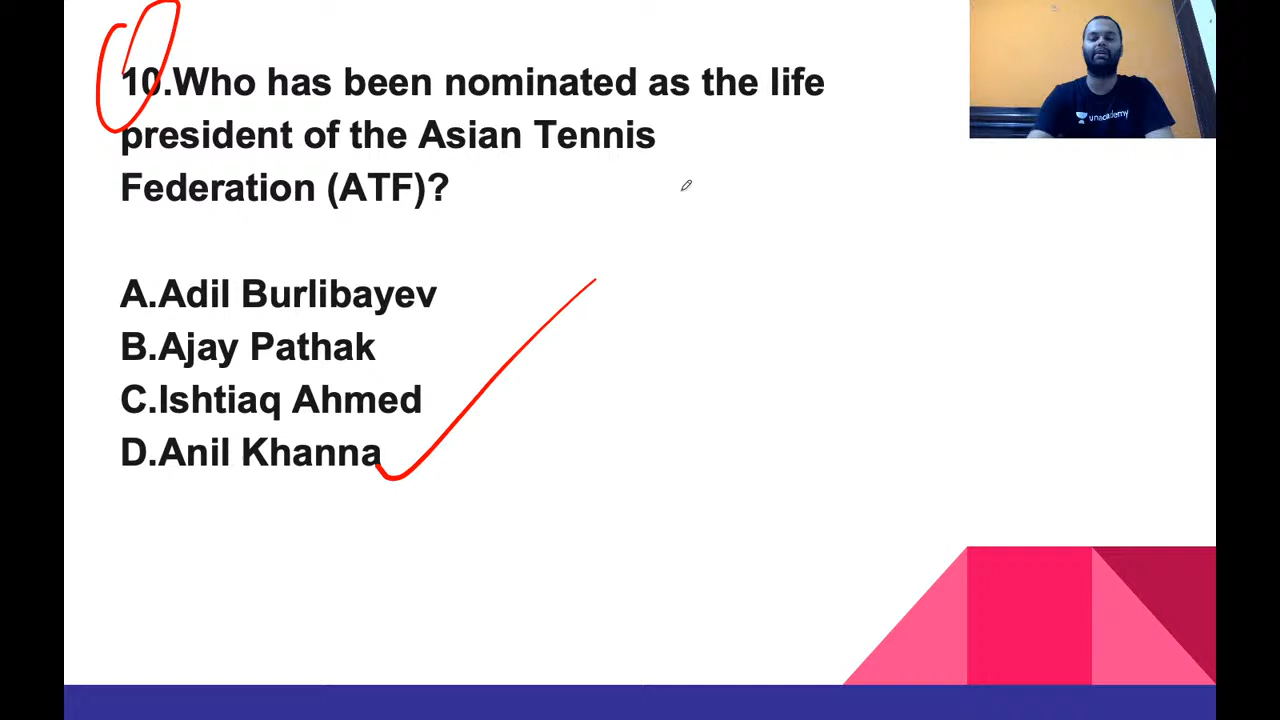 10.Who has been nominated as the life
president of the Asian Tennis
Federation (ATF)?
A.Adil Burlibayev
B.Ajay Pathak
C.Ishtiaq Ahmed
D.Anil Khanna
unacademy